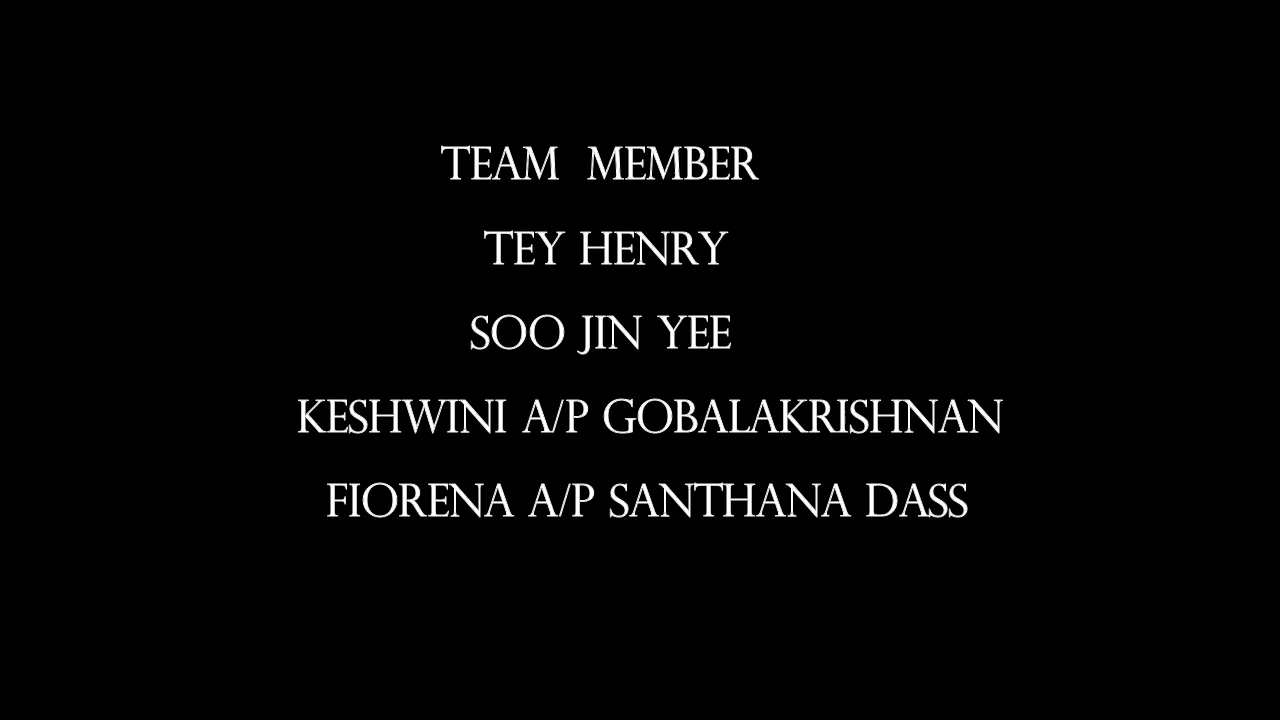 TEAM MEMBER
TEY HENRY
SOO JIN YEE
KESHWINI A/P GOBALAKRISHNAN
FIORENA A/P SANTHANA DASS